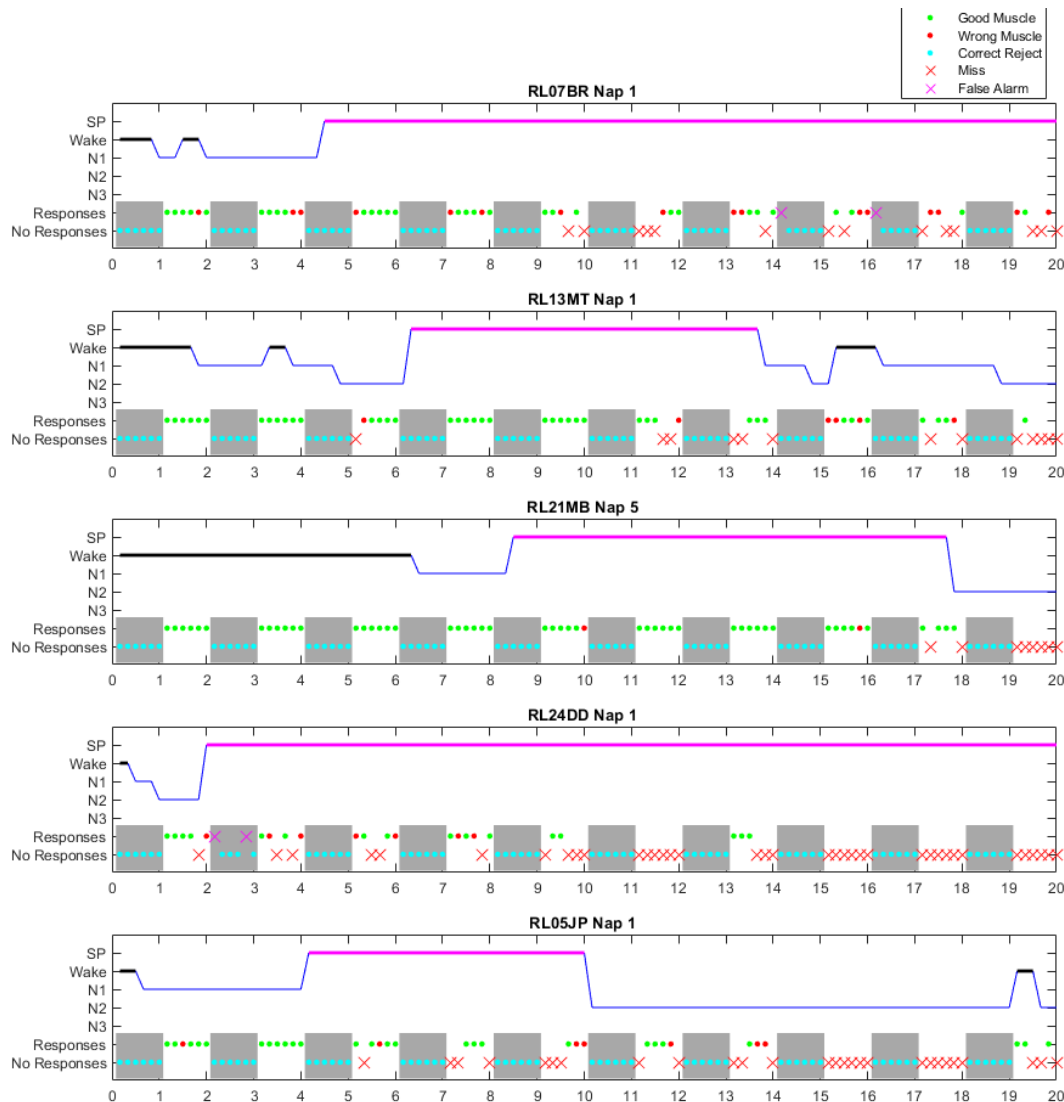 Good Muscle
Wrong Muscle
Correct Reject
Miss
False Alarm
RL07BR Nap 1
SP
Wake
N1
N2
N3
Responses
No Responses
0 1 2 3 4 5 6 7 8 9 10 11 12 13 14 15 16 17 18 19 20
RL13MT Nap 1
SP
Wake
N1
N2
N3
Responses
No Responses
0 1 2 3 4 5 6 7 8 9 10 11 12 13 14 15 16 17 18 19 20
RL21MB Nap 5
SP
Wake
N1
N2
N3
Responses
No Responses
0 1 2 3 4 5 6 7 8 9 10 11 12 13 14 15 16 17 18 19 20
RL24DD Nap 1
SP
Wake
N1
N2
N3
Responses
No Responses
0 1 2 3 4 5 6 7 8 9 10 11 12 13 14 15 16 17 18 19 20
RL05JP Nap 1
SP
Wake
N1
N2
N3
Responses
No Responses
0 1 2 3 4 5 6 7 8 9 10 11 12 13 14 15 16 17 18 19 20